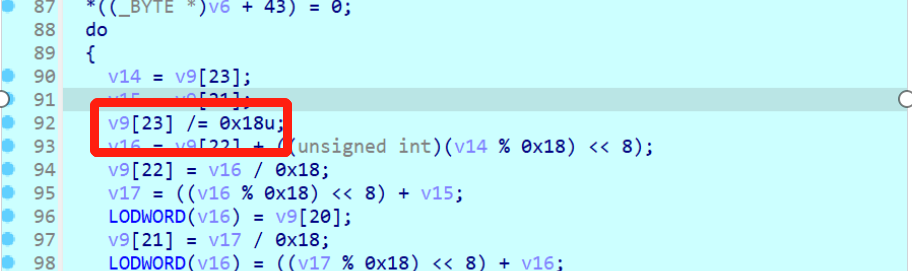 87 *((_BYTE *)v6 + 43) = 0;
88 do
89 {
90 v14 = v9[23];
91 v15 = v9[21];
92 v9[23] /= 0x18u;
93 v16 = v9[22] + ((unsigned int)(v14 % 0x18) << 8);
94 v9[22] = v16 / 0x18;
95 v17 = ((v16 % 0x18) << 8) + v15;
96 LODWORD(v16) = v9[20];
97 v9[21] = v17 / 0x18;
98 LODWORD(v16) = ((v17 % 0x18) << 8) + v16;